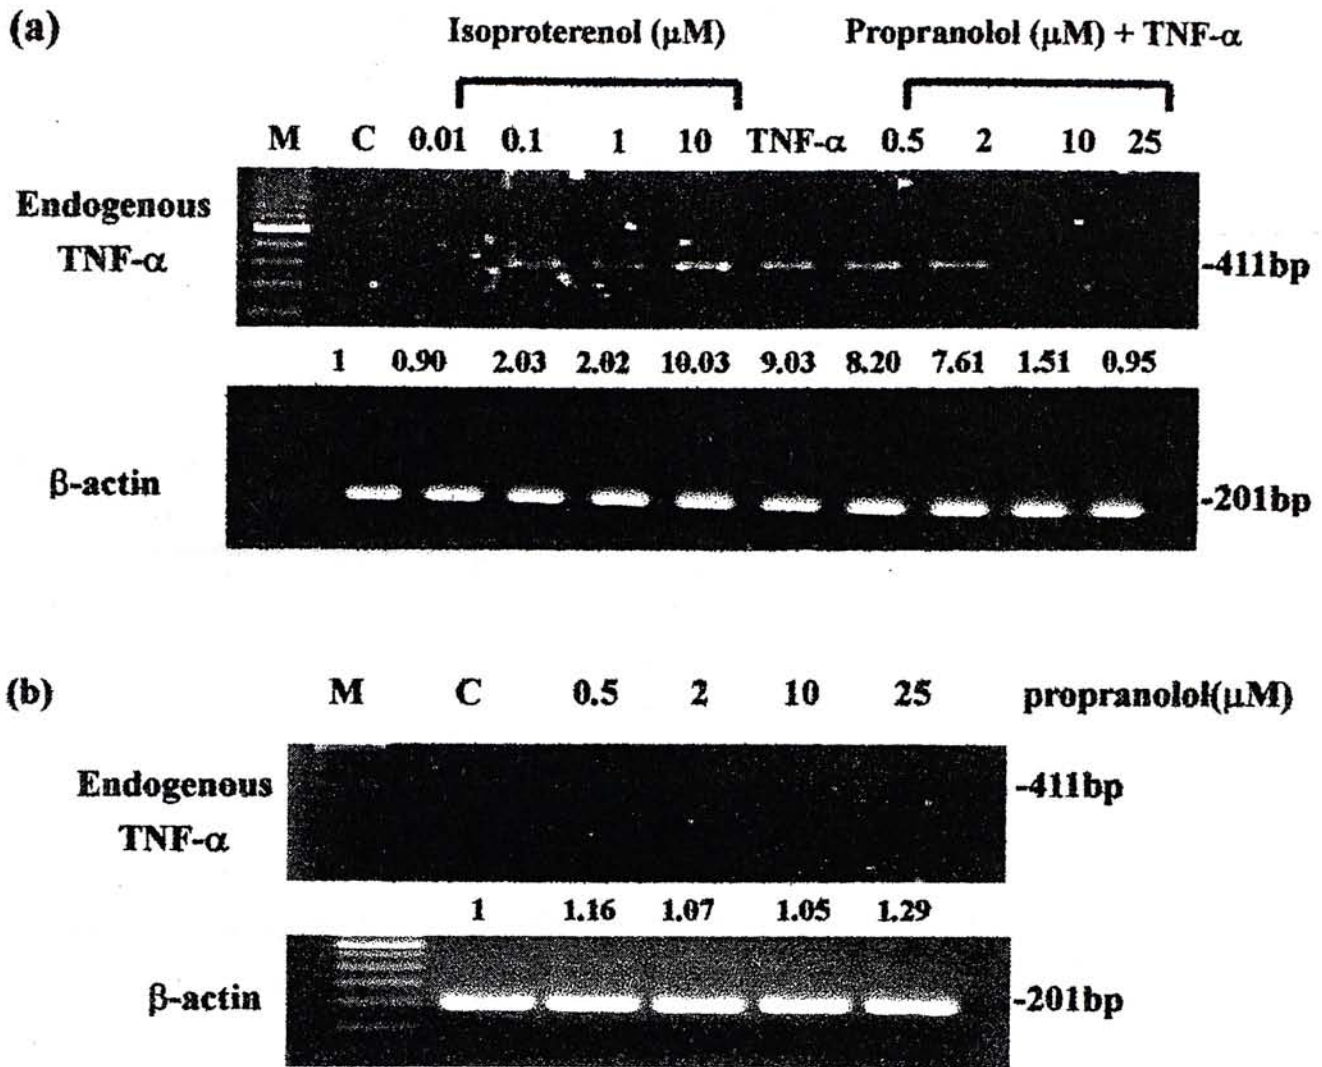 (a)
Isoproterenol (μM) Propranolol (μM) + TNF-α
M C 0.01 0.1 1 10 TNF-α 0.5 2 10 25
Endogenous
TNF-α
-411bp
1 0.90 2.03 2.02 10.03 9.03 8.20 7.61 1.51 0.95
β-actin -201bp
(b) M C 0.5 2 10 25 propranolol(μM)
Endogenous -411bp
TNF-α
1 1.16 1.07 1.05 1.29
β-actin -201bp